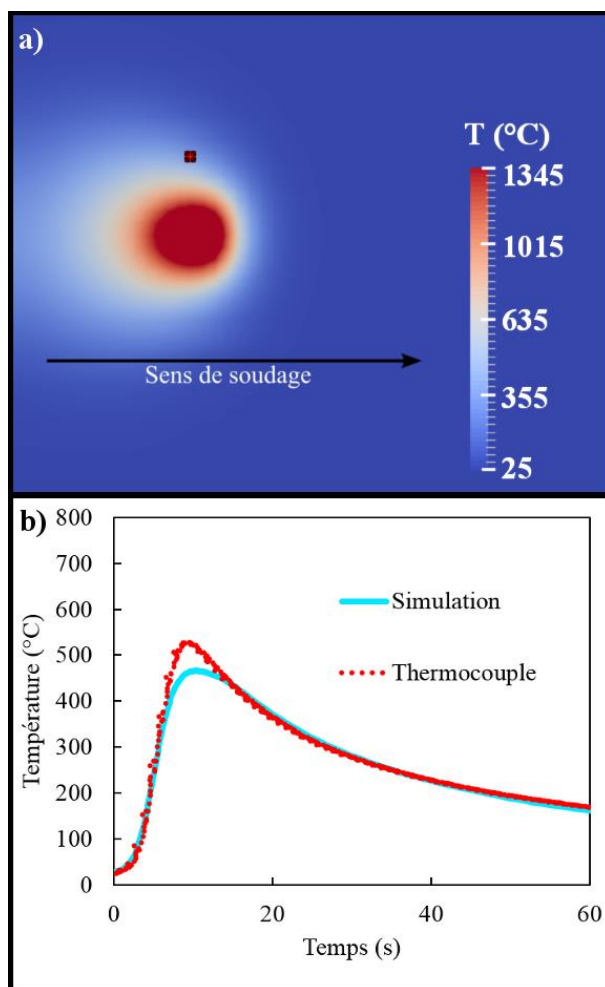 a)
T (°C)
1345
1015
635
355
25
Sens de soudage
b)
800
700
600
500
400
300
200
100
0
Température (°C)
Simulation
Thermocouple
0
20
40
60
Temps (s)